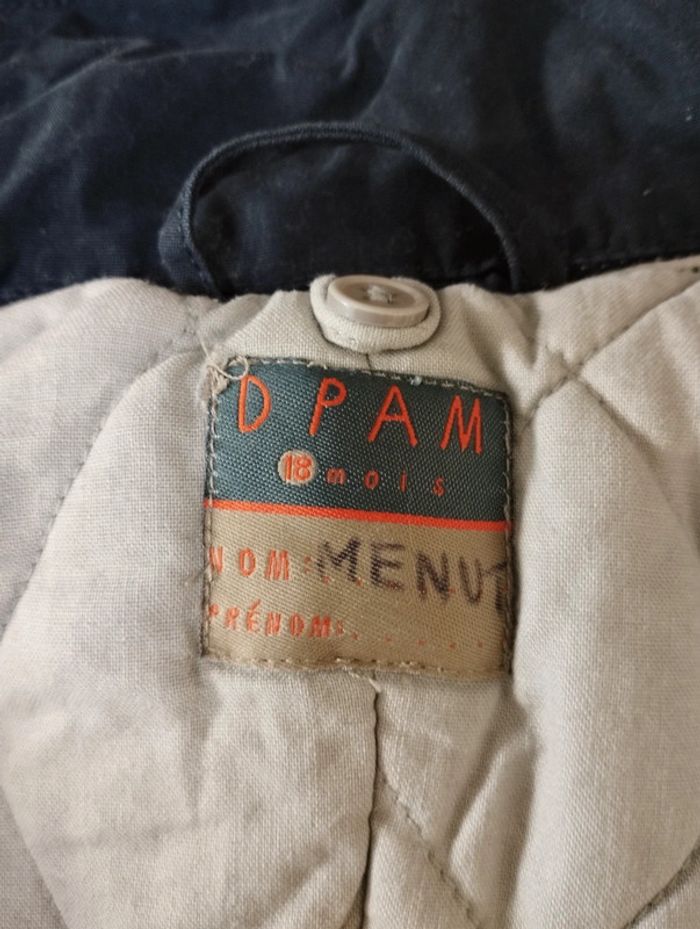 DPAM
18 mois
NOM: MENUT
PRÉNOM:. . . . . .